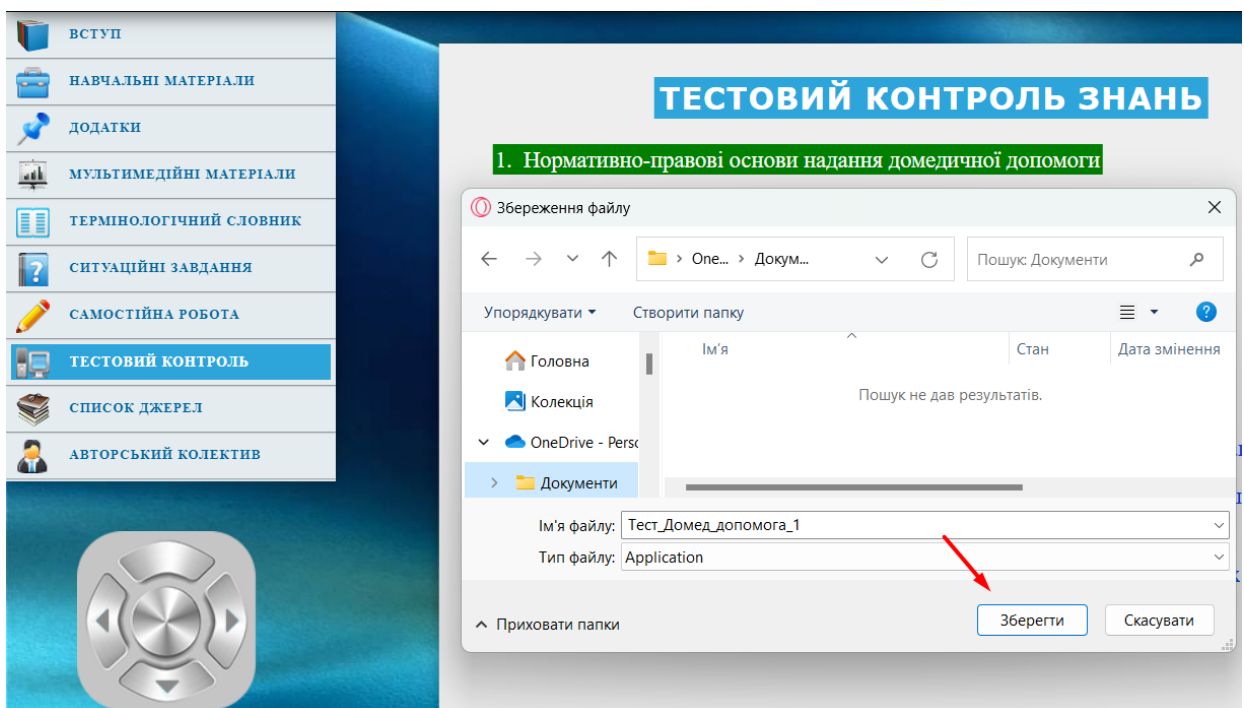 ВСТУП
НАВЧАЛЬНІ МАТЕРІАЛИ
ДОДАТКИ
МУЛЬТИМЕДІЙНІ МАТЕРІАЛИ
ТЕРМІНОЛОГІЧНИЙ СЛОВНИК
СИТУАЦІЙНІ ЗАВДАННЯ
САМОСТІЙНА РОБОТА
ТЕСТОВИЙ КОНТРОЛЬ
СПИСОК ДЖЕРЕЛ
АВТОРСЬКИЙ КОЛЕКТИВ
ТЕСТОВИЙ КОНТРОЛЬ ЗНАНЬ
1. Нормативно-правові основи надання домедичної допомоги
Збереження файлу
One... › Докум...
Пошук: Документи
Упорядкувати
Створити папку
Ім'я
Стан
Дата змінення
Головна
Колекція
OneDrive - Perso
Документи
Пошук не дав результатів.
Ім'я файлу: Тест_Домед_допомога_1
Тип файлу: Application
Приховати папки
Зберегти
Скасувати